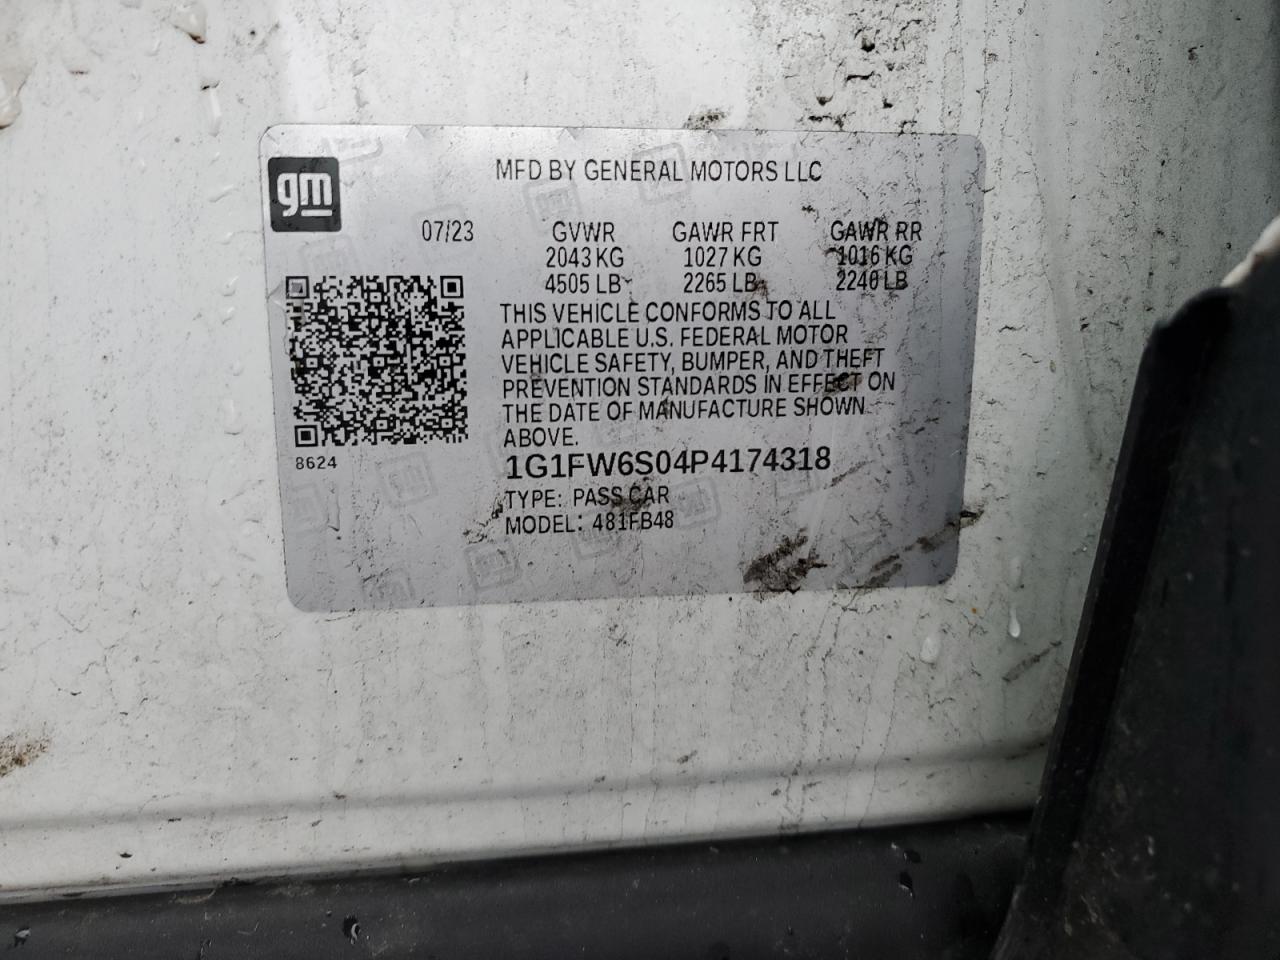 gm
MFD BY GENERAL MOTORS LLC
07/23 GVWR GAWR FRT GAWR RR
2043 KG 1027 KG 1016 KG
4505 LB 2265 LB 2240 LB
THIS VEHICLE CONFORMS TO ALL
APPLICABLE U.S. FEDERAL MOTOR
VEHICLE SAFETY, BUMPER, AND THEFT
PREVENTION STANDARDS IN EFFECT ON
THE DATE OF MANUFACTURE SHOWN
ABOVE.
8624
1G1FW6S04P4174318
TYPE: PASS CAR
MODEL: 481FB48